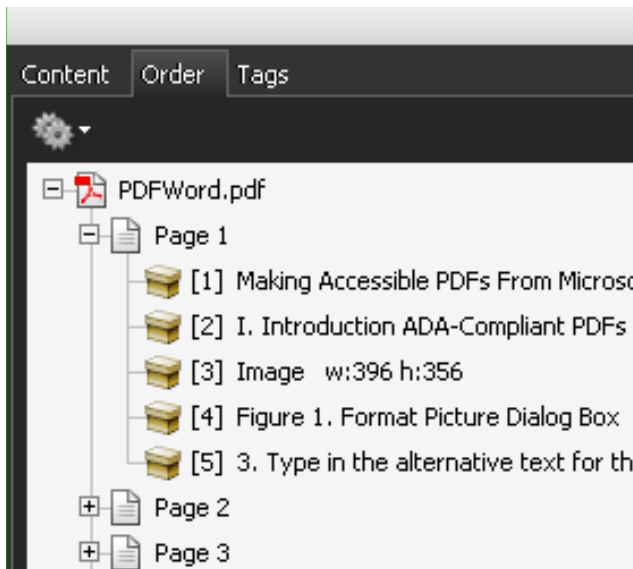 Content Order Tags
PDFWord.pdf
Page 1
[1] Making Accessible PDFs From
[2] I. Introduction ADA-Compliant PDFs
[3] Image w:396 h:356
[4] Figure 1. Format Picture Dialog Box
[5] 3. Type in the alternative text for
Page 2
Page 3